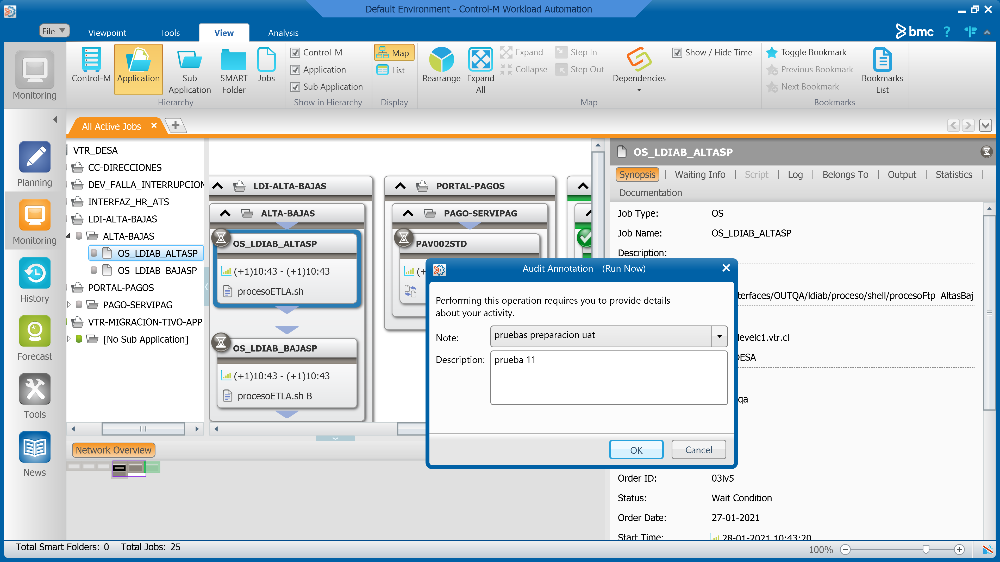 Default Environment - Control-M Workload Automation
File
Viewpoint
Tools
View
Analysis
bmc
?
Monitoring
Control-M
Application
Sub
Application
SMART
Folder
Jobs
Hierarchy
Control-M
Application
Sub Application
Show in Hierarchy
Map
List
Display
Rearrange
Expand
All
Expand
Collapse
Step In
Step Out
Dependencies
Show / Hide Time
Map
Toggle Bookmark
Previous Bookmark
Next Bookmark
Bookmarks
List
Bookmarks
All Active Jobs
Planning
Monitoring
History
Forecast
Tools
News
VTR_DESA
CC-DIRECCIONES
DEV_FALLA_INTERRUPCION
INTERFAZ_HR_ATS
LDI-ALTA-BAJAS
ALTA-BAJAS
OS_LDIAB_ALTASP
OS_LDIAB_BAJASP
PORTAL-PAGOS
PAGO-SERVIPAG
VTR-MIGRACION-TIVO-APP
[No Sub Application]
LDI-ALTA-BAJAS
ALTA-BAJAS
OS_LDIAB_ALTASP
(+1)10:43 - (+1)10:43
procesoETLA.sh
OS_LDIAB_BAJASP
(+1)10:43 - (+1)10:43
procesoETLA.sh B
PORTAL-PAGOS
PAGO-SERVIPAG
PAV002STD
(+
Network Overview
Audit Annotation - (Run Now)
Performing this operation requires you to provide details
about your activity.
Note: pruebas preparacion uat
Description: prueba 11
OK
Cancel
OS_LDIAB_ALTASP
Synopsis | Waiting Info | Script | Log | Belongs To | Output | Statistics |
Documentation
Job Type: OS
Job Name: OS_LDIAB_ALTASP
Description:
terfaces/OUTQA/ldiab/proceso/shell/procesoFtp_AltasBaj
levelc1.vtr.cl
DESA
qa
Order ID: 03iv5
Status: Wait Condition
Order Date: 27-01-2021
Start Time: 28-01-2021 10:43:20
Total Smart Folders: 0 Total Jobs: 25
100%